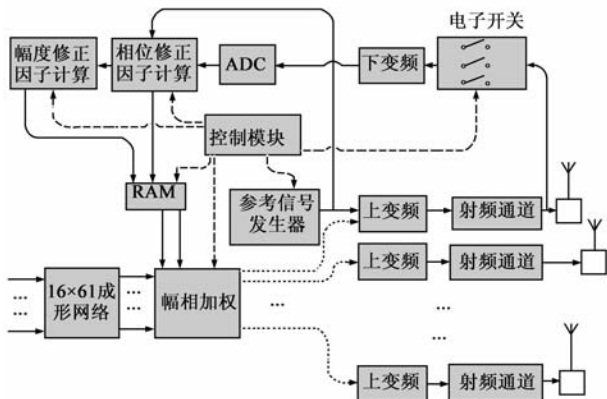 电子开关
幅度修正
因子计算
相位修正
因子计算
ADC
下变频
控制模块
RAM
参考信号
发生器
上变频
射频通道
上变频
射频通道
16×61成
形网络
幅相加权
...
...
...
...
...
...
上变频
射频通道